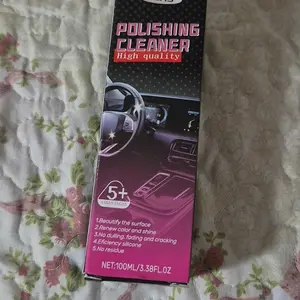 POLISHING
CLEANER
High quality
5+
1.Beautify the surface
2.Renew color and shine
3.No dulling, fading and cracking
4.Eficiency silicone
5.No residue
NET:100ML/3.38FL.OZ